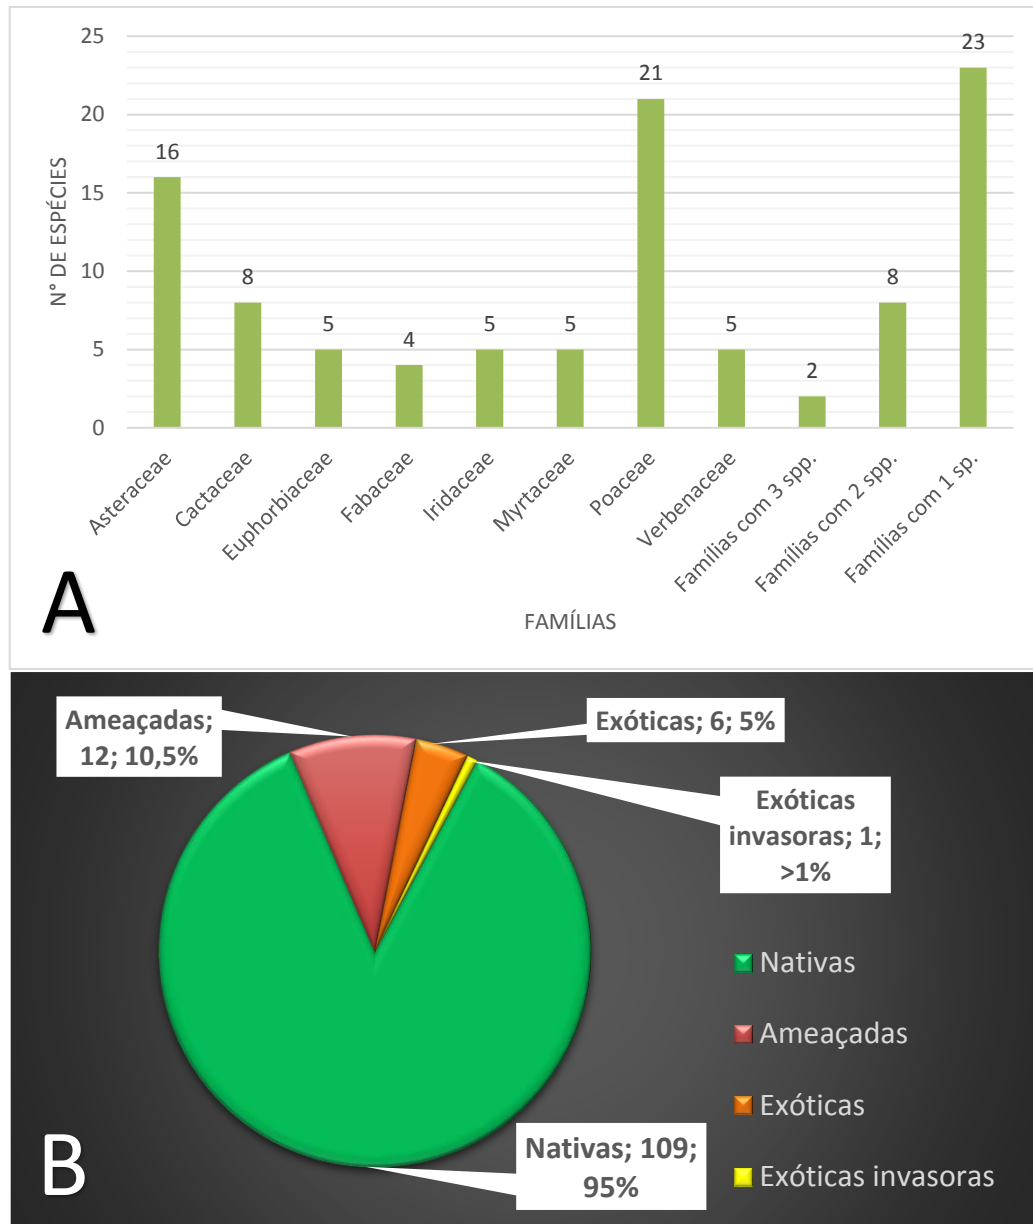 25
20
15
10
5
0
N° DE ESPÉCIES
16
8
5
4
5
5
21
5
2
8
23
Asteraceae
Cactaceae
Euphorbiaceae
Fabaceae
Iridaceae
Myrtaceae
Poaceae
Verbenaceae
Famílias com 3 spp.
Famílias com 2 spp.
Famílias com 1 sp.
FAMÍLIAS
A
Ameaçadas;
12; 10,5%
Exóticas; 6; 5%
Exóticas
invasoras; 1;
>1%
Nativas
Ameaçadas
Exóticas
Exóticas invasoras
Nativas; 109;
95%
B